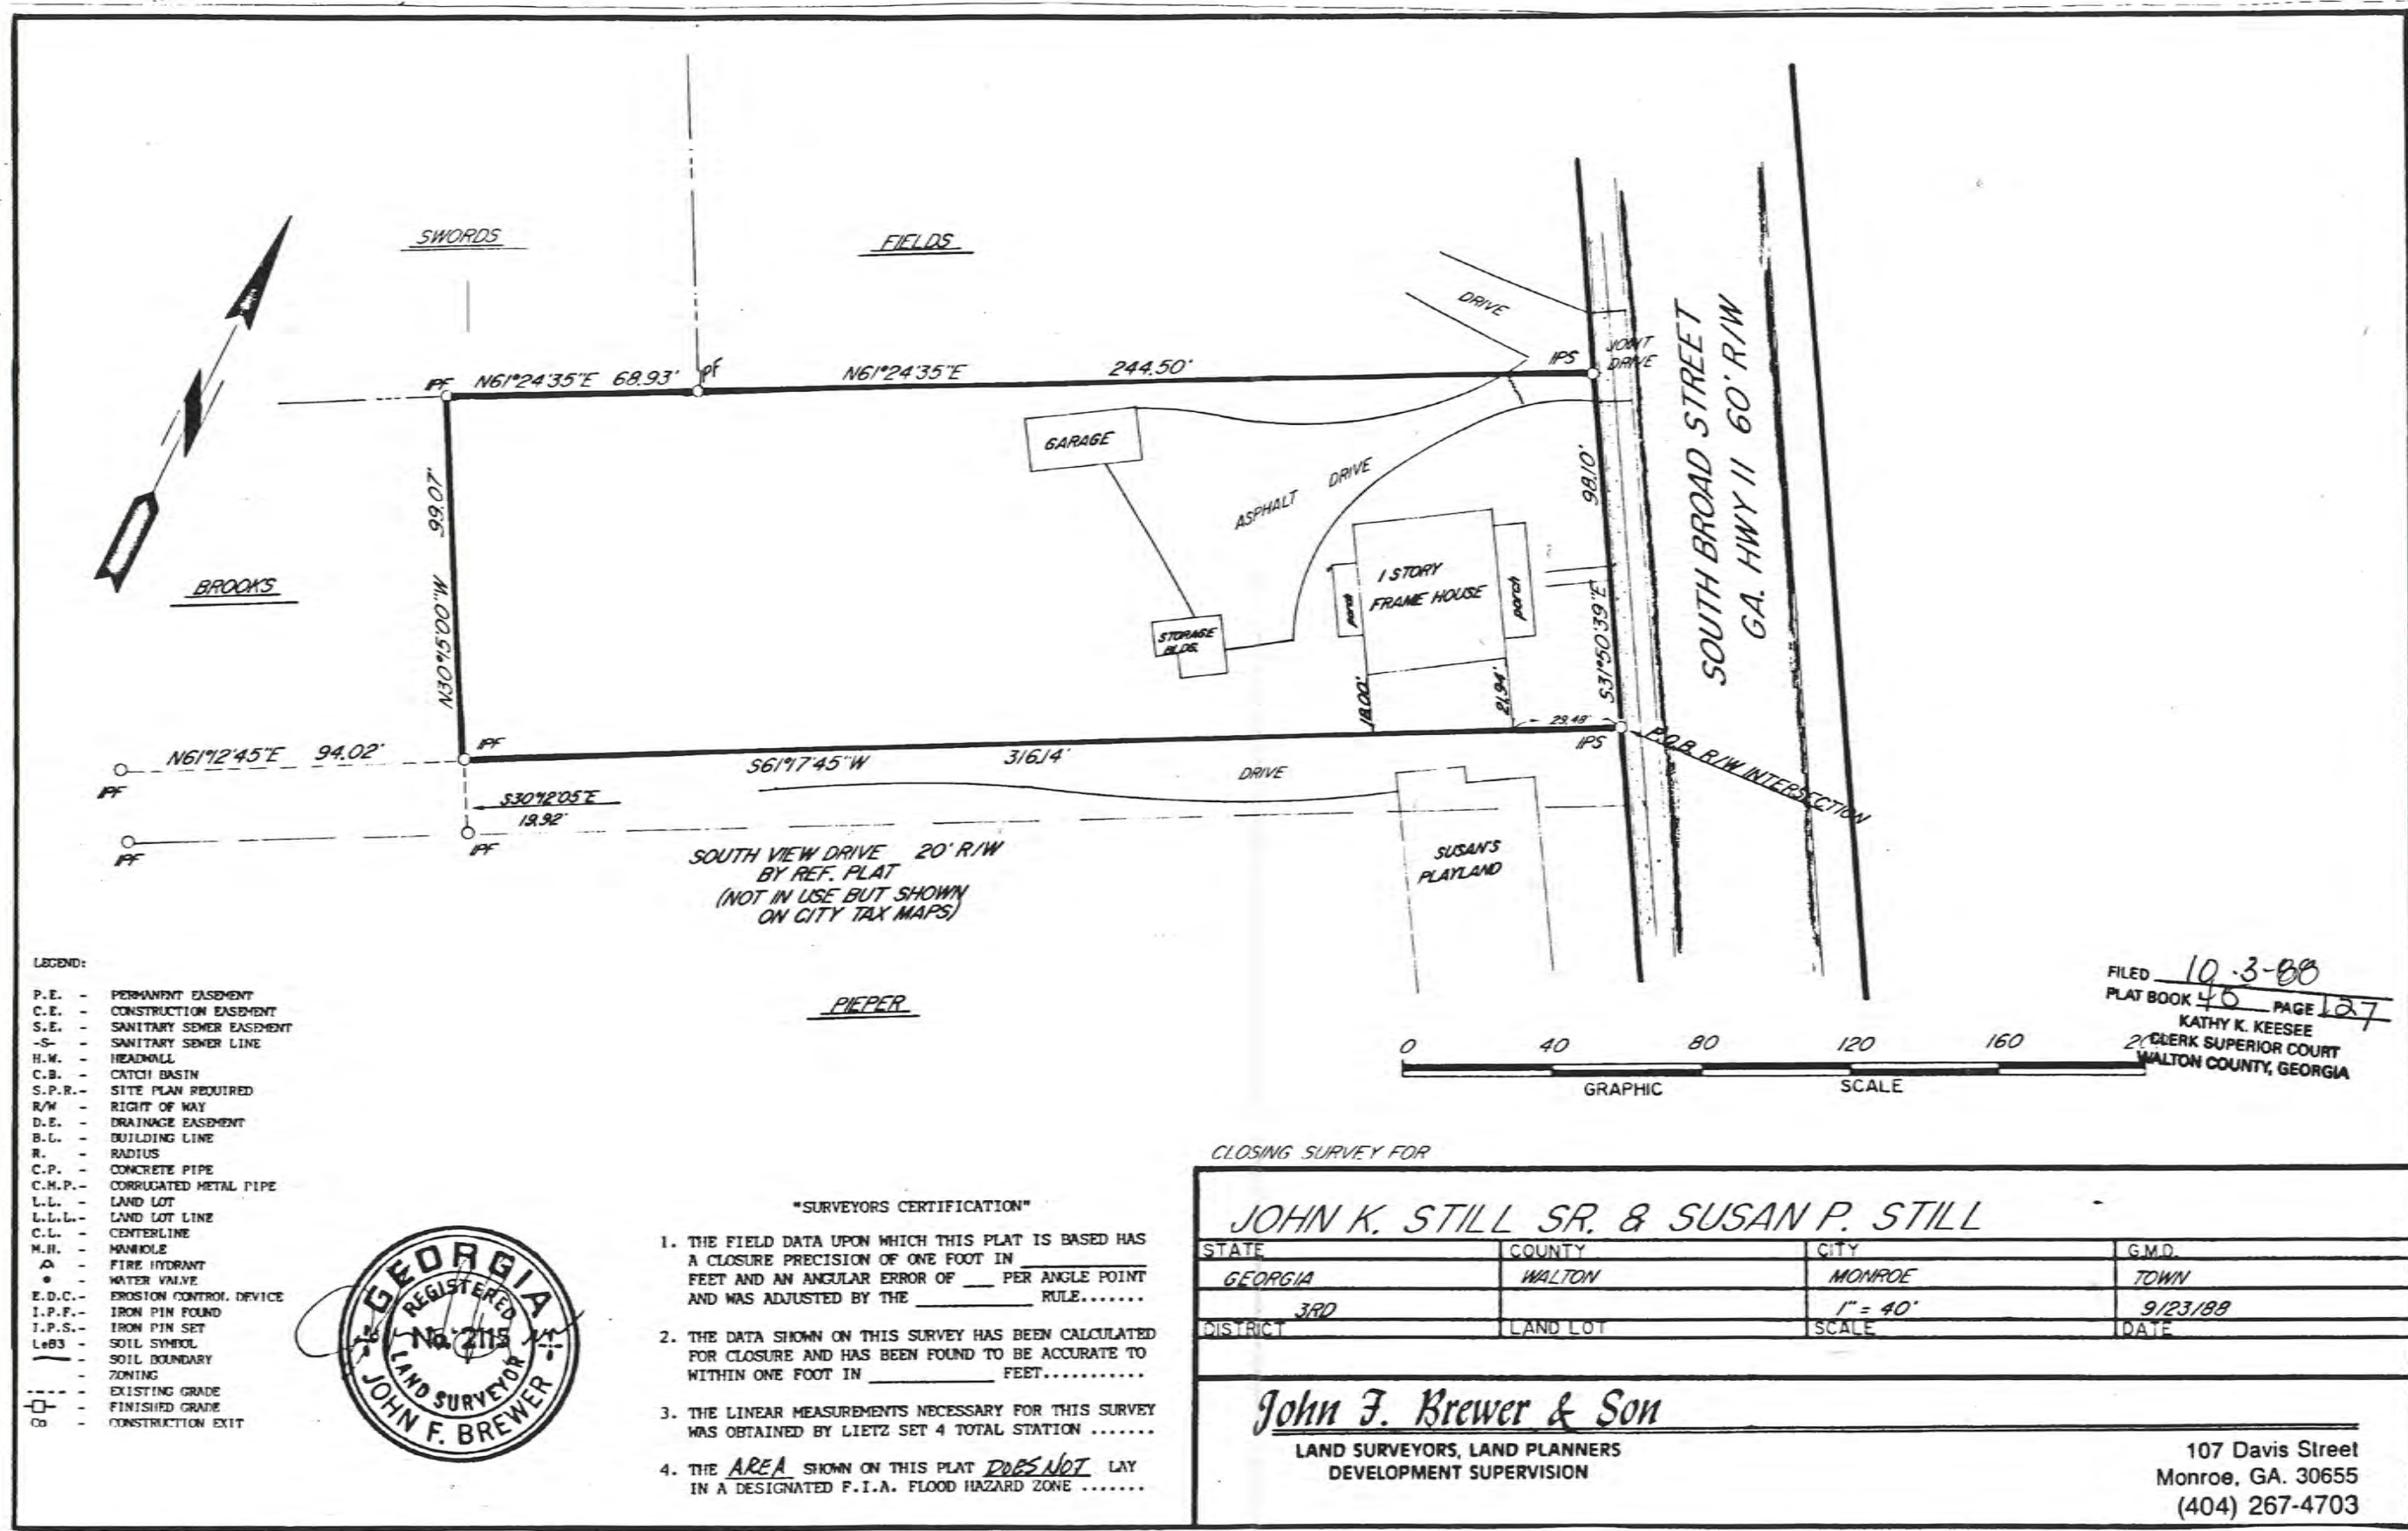 SWORDS
FIELDS
DRIVE
IPF N61°24'35"E 68.93' IPF N61°24'35"E 244.50' IPS
JOINT
DRIVE
SOUTH BROAD STREET
GA. HWY 11 60' R/W
GARAGE
ASPHALT DRIVE
98.10'
S31°50'39"E
99.07'
N30°15'00"W
BROOKS
1 STORY
FRAME HOUSE
porch
porch
STORAGE
BLDG.
18.00'
21.94'
29.48'
IPF
N61°12'45"E 94.02'
IPF
S61°17'45"W 316.14'
IPS
P.O.B. R/W INTERSECTION
DRIVE
S30°12'05"E
19.92'
IPF
IPF
SOUTH VIEW DRIVE 20' R/W
BY REF. PLAT
(NOT IN USE BUT SHOWN
ON CITY TAX MAPS)
SUSAN'S
PLAYLAND
PIEPER
LEGEND:
P.E. - PERMANENT EASEMENT
C.E. - CONSTRUCTION EASEMENT
S.E. - SANITARY SEWER EASEMENT
-S- - SANITARY SEWER LINE
H.W. - HEADWALL
C.B. - CATCH BASIN
S.P.R.- SITE PLAN REQUIRED
R/W - RIGHT OF WAY
D.E. - DRAINAGE EASEMENT
B.L. - BUILDING LINE
R. - RADIUS
C.P. - CONCRETE PIPE
C.M.P.- CORRUGATED METAL PIPE
L.L. - LAND LOT
L.L.L.- LAND LOT LINE
C.L. - CENTERLINE
M.H. - MANHOLE
- FIRE HYDRANT
- WATER VALVE
E.D.C.- EROSION CONTROL DEVICE
I.P.F.- IRON PIN FOUND
I.P.S.- IRON PIN SET
LeB3 - SOIL SYMBOL
- SOIL BOUNDARY
- ZONING
---- - EXISTING GRADE
- FINISHED GRADE
Co - CONSTRUCTION EXIT
GEORGIA
REGISTERED
No. 2115
LAND SURVEYOR
JOHN F. BREWER
"SURVEYORS CERTIFICATION"
1. THE FIELD DATA UPON WHICH THIS PLAT IS BASED HAS
A CLOSURE PRECISION OF ONE FOOT IN ____________
FEET AND AN ANGULAR ERROR OF ___ PER ANGLE POINT
AND WAS ADJUSTED BY THE ____________ RULE.......
2. THE DATA SHOWN ON THIS SURVEY HAS BEEN CALCULATED
FOR CLOSURE AND HAS BEEN FOUND TO BE ACCURATE TO
WITHIN ONE FOOT IN ____________ FEET...........
3. THE LINEAR MEASUREMENTS NECESSARY FOR THIS SURVEY
WAS OBTAINED BY LIETZ SET 4 TOTAL STATION .......
4. THE AREA SHOWN ON THIS PLAT DOES NOT LAY
IN A DESIGNATED F.I.A. FLOOD HAZARD ZONE .......
FILED 10-3-88
PLAT BOOK 45 PAGE 127
KATHY K. KEESEE
CLERK SUPERIOR COURT
WALTON COUNTY, GEORGIA
0 40 80 120 160
GRAPHIC SCALE
CLOSING SURVEY FOR
JOHN K. STILL SR. & SUSAN P. STILL
STATE COUNTY CITY G.M.D.
GEORGIA WALTON MONROE TOWN
3RD 1" = 40' 9/23/88
DISTRICT LAND LOT SCALE DATE
John F. Brewer & Son
LAND SURVEYORS, LAND PLANNERS
DEVELOPMENT SUPERVISION
107 Davis Street
Monroe, GA. 30655
(404) 267-4703